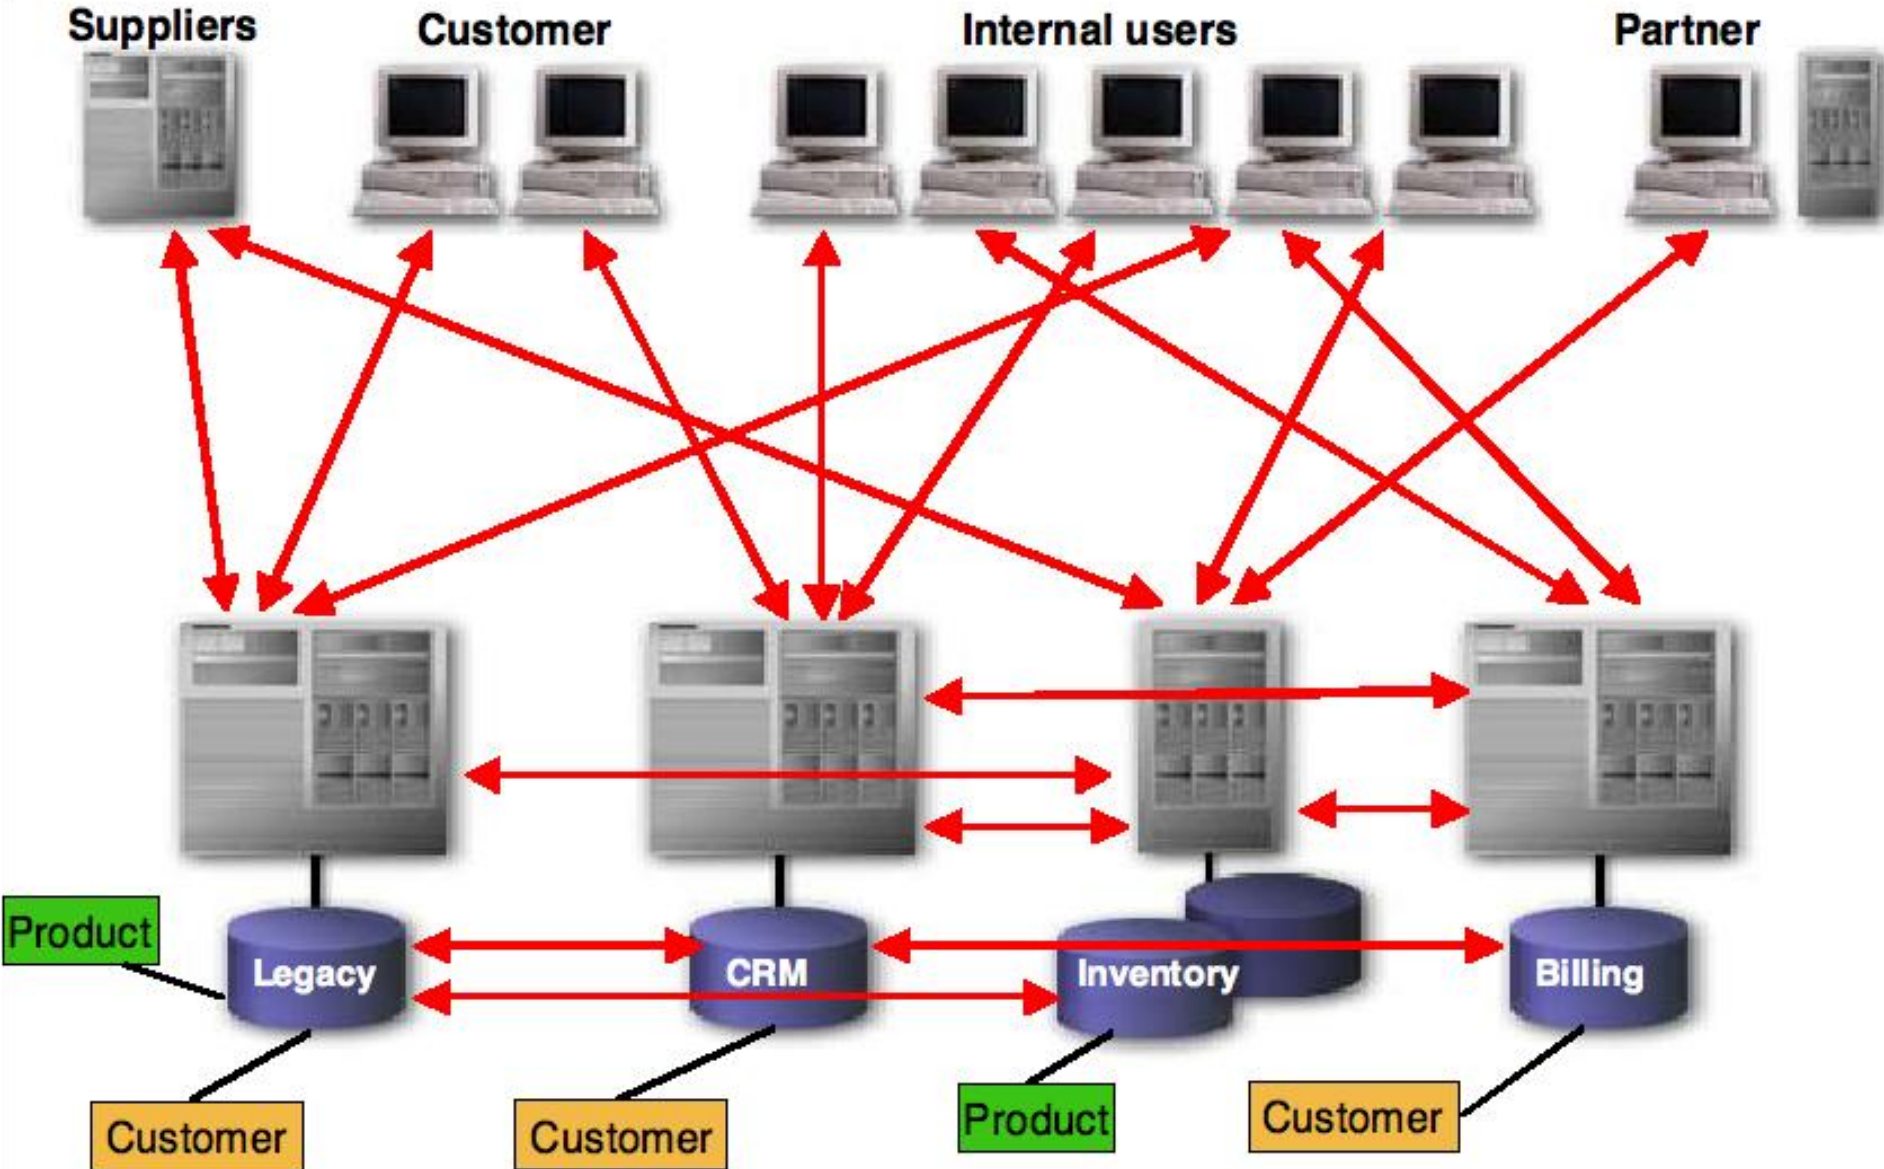 Suppliers
Customer
Internal users
Partner
Product
Legacy
CRM
Inventory
Billing
Customer
Customer
Product
Customer